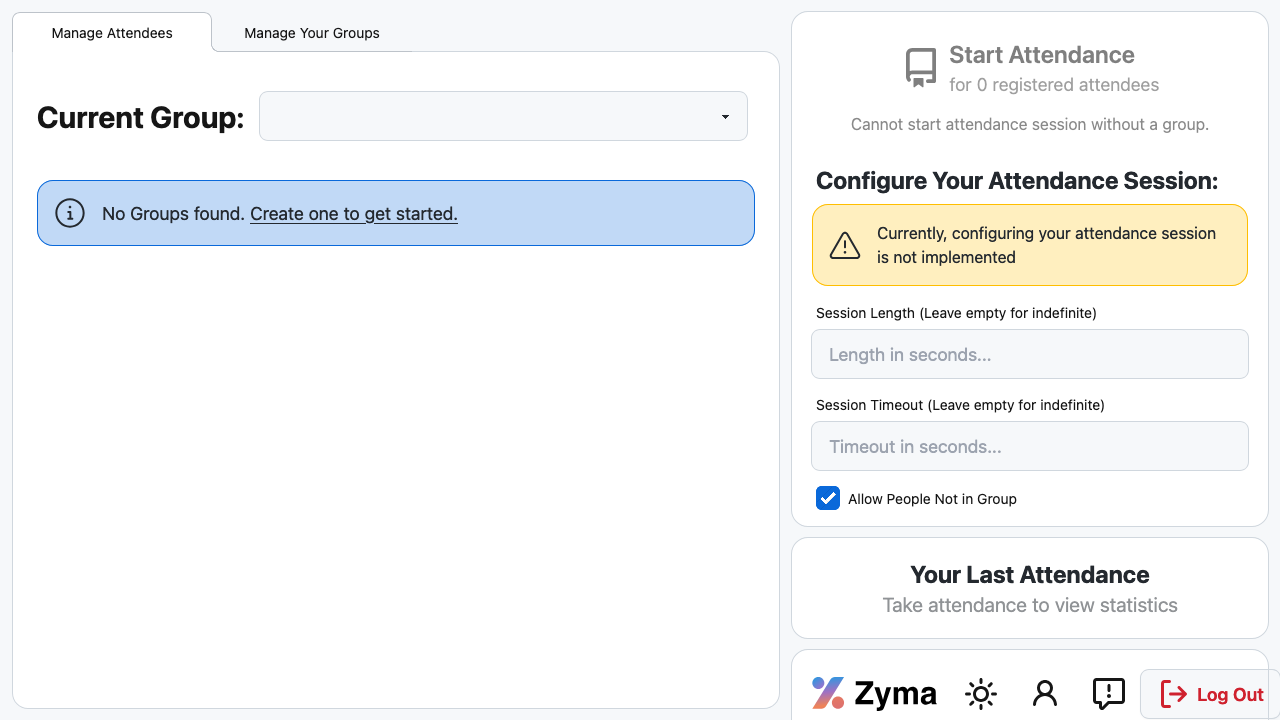 Manage Attendees
Manage Your Groups
Current Group:
No Groups found. Create one to get started.
Start Attendance
for 0 registered attendees
Cannot start attendance session without a group.
Configure Your Attendance Session:
Currently, configuring your attendance session
is not implemented
Session Length (Leave empty for indefinite)
Length in seconds...
Session Timeout (Leave empty for indefinite)
Timeout in seconds...
Allow People Not in Group
Your Last Attendance
Take attendance to view statistics
Zyma
Log Out